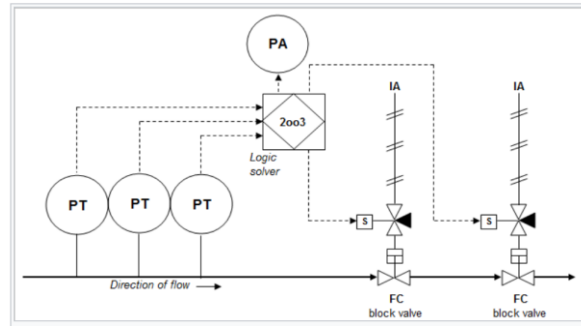 PA
IA
IA
2oo3
Logic
solver
PT
PT
PT
S
S
Direction of flow
FC
block valve
FC
block valve